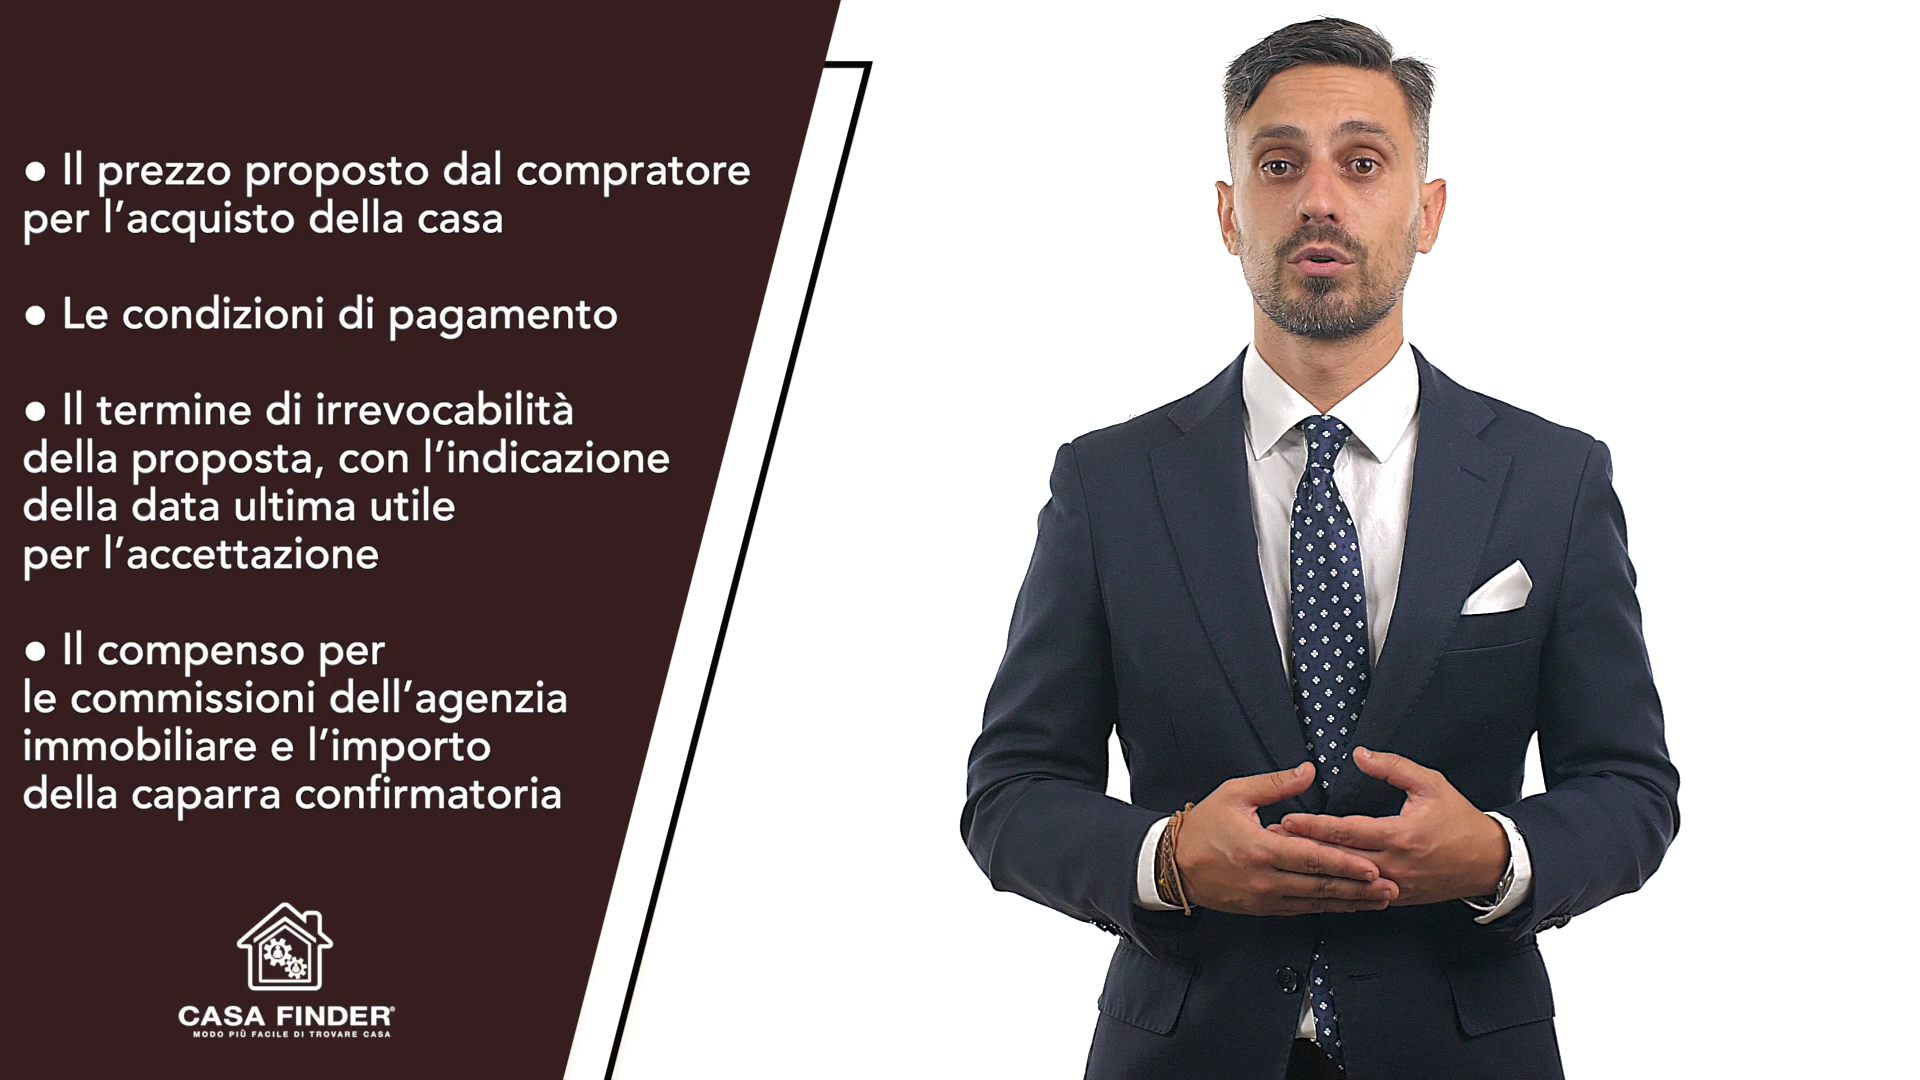 ● Il prezzo proposto dal compratore
per l’acquisto della casa
● Le condizioni di pagamento
● Il termine di irrevocabilità
della proposta, con l’indicazione
della data ultima utile
per l’accettazione
● Il compenso per
le commissioni dell’agenzia
immobiliare e l’importo
della caparra confirmatoria
CASA FINDER®
MODO PIÙ FACILE DI TROVARE CASA